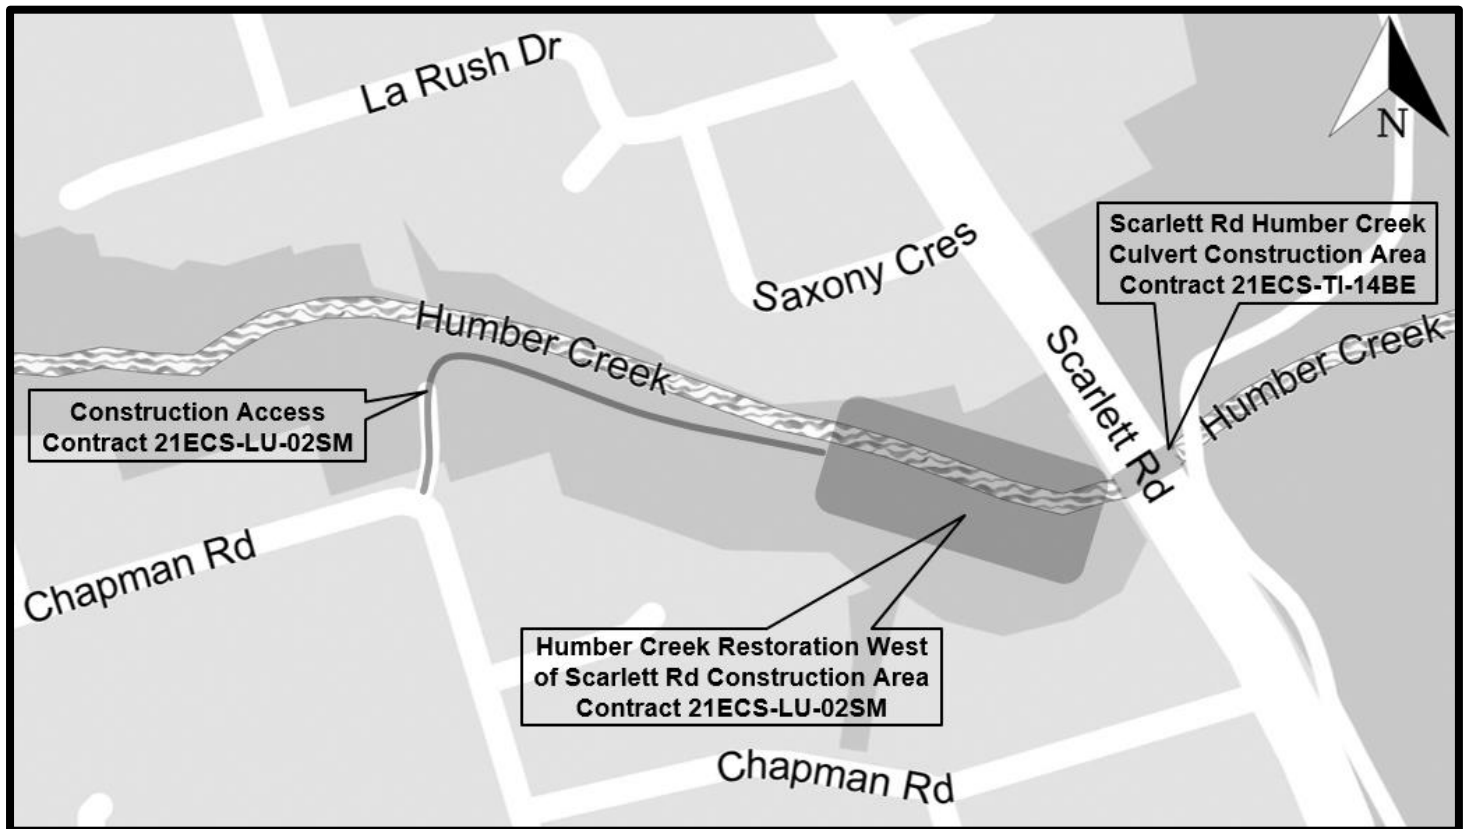 La Rush Dr
N
Saxony Cres
Scarlett Rd Humber Creek
Culvert Construction Area
Contract 21ECS-TI-14BE
Humber Creek
Scarlett Rd
Humber Creek
Construction Access
Contract 21ECS-LU-02SM
Chapman Rd
Humber Creek Restoration West
of Scarlett Rd Construction Area
Contract 21ECS-LU-02SM
Chapman Rd